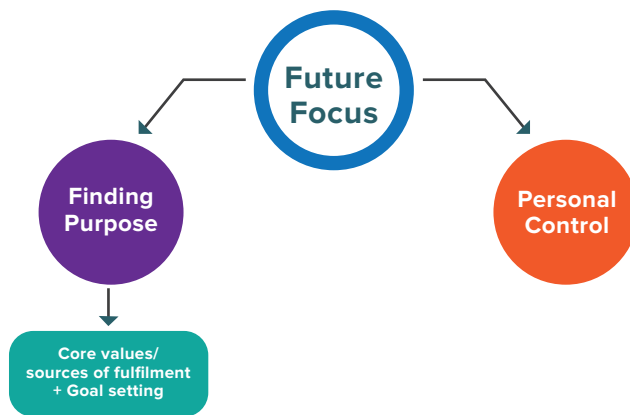 Future
Focus
Finding
Purpose
Personal
Control
Core values/
sources of fulfilment
+ Goal setting